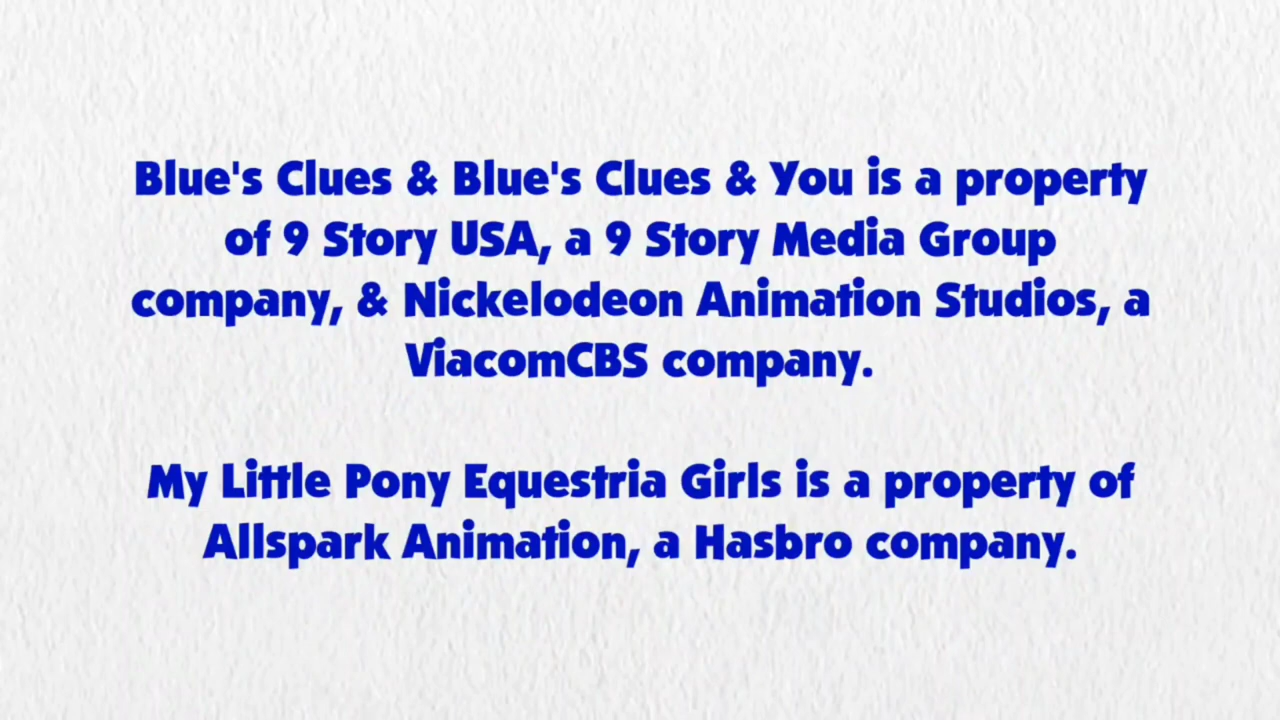 Blue's Clues & Blue's Clues & You is a property
of 9 Story USA, a 9 Story Media Group
company, & Nickelodeon Animation Studios, a
ViacomCBS company.
My Little Pony Equestria Girls is a property of
Allspark Animation, a Hasbro company.